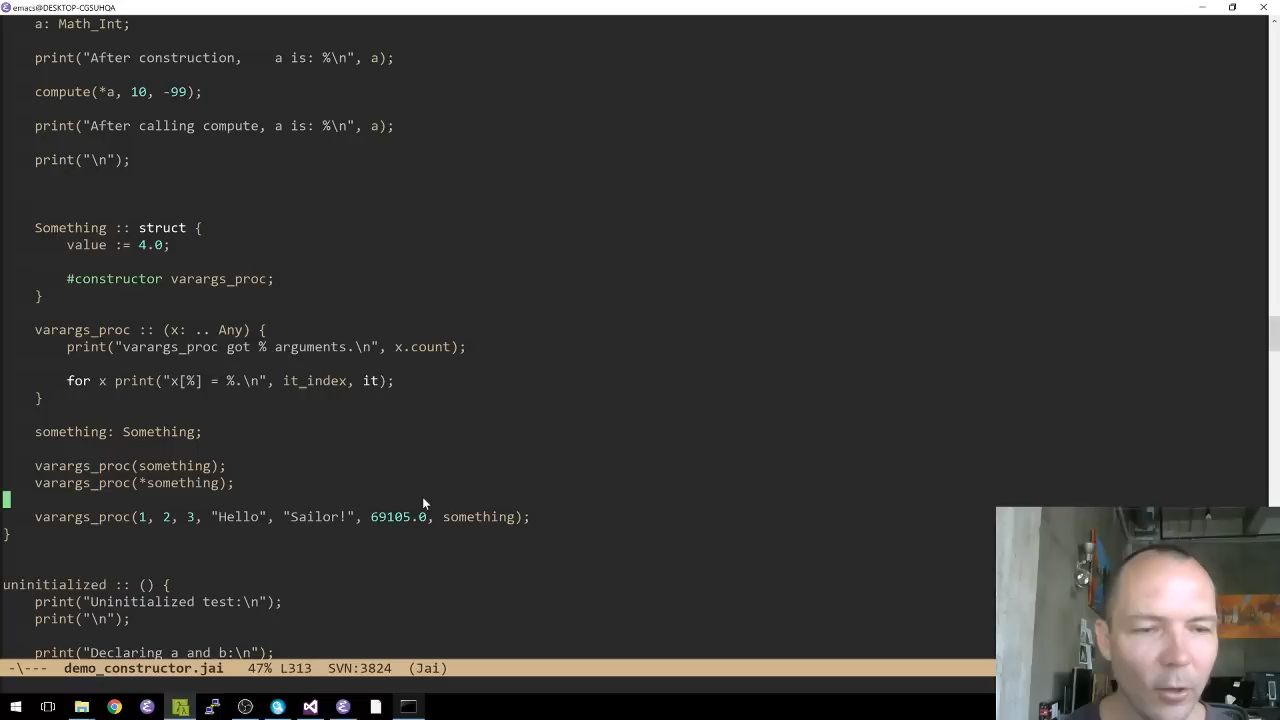 emacs@DESKTOP-CGSUHQA
a: Math_Int;
print("After construction,    a is: %\n", a);
compute(*a, 10, -99);
print("After calling compute, a is: %\n", a);
print("\n");
Something :: struct {
value := 4.0;
#constructor varargs_proc;
}
varargs_proc :: (x: .. Any) {
print("varargs_proc got % arguments.\n", x.count);
for x print("x[%] = %.\n", it_index, it);
}
something: Something;
varargs_proc(something);
varargs_proc(*something);
varargs_proc(1, 2, 3, "Hello", "Sailor!", 69105.0, something);
}
uninitialized :: () {
print("Uninitialized test:\n");
print("\n");
print("Declaring a and b:\n");
-\---  demo_constructor.jai   47% L313  SVN:3824  (Jai)